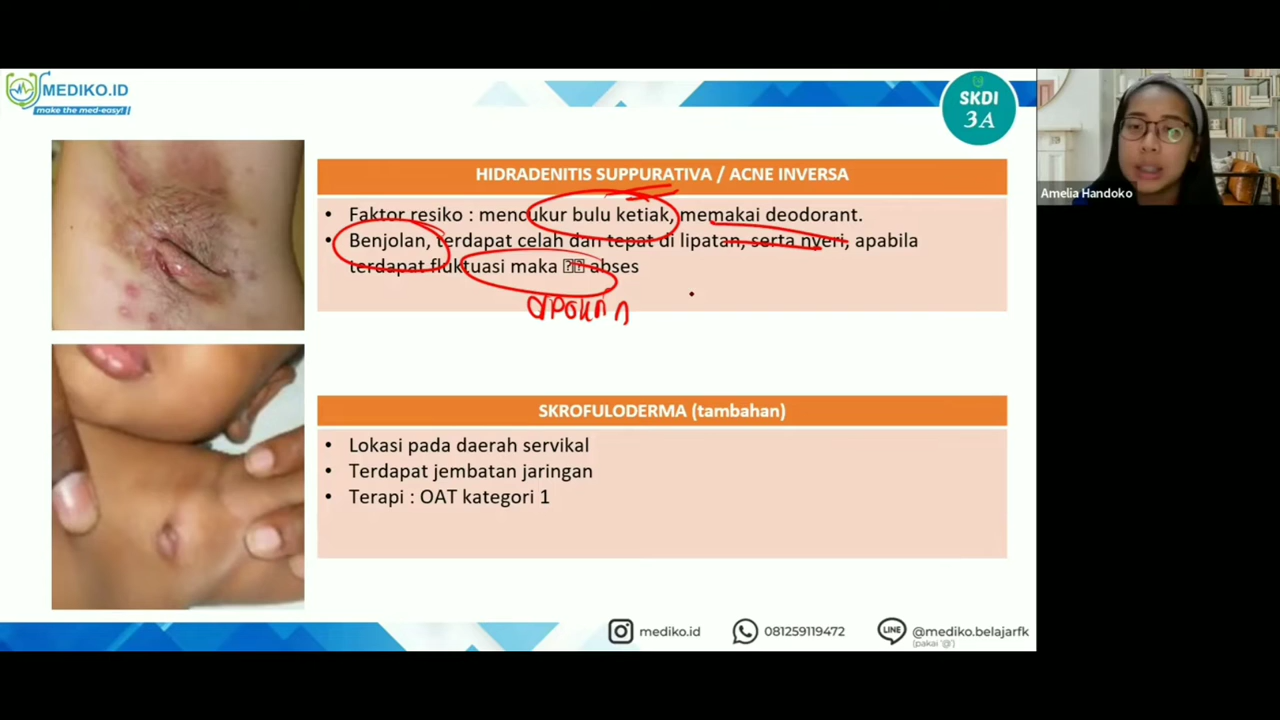 MEDIKO.ID
make the med-easy!
SKDI
3A
Amelia Handoko
HIDRADENITIS SUPPURATIVA / ACNE INVERSA
• Faktor resiko : mencukur bulu ketiak, memakai deodorant.
• Benjolan, terdapat celah dan tepat di lipatan, serta nyeri, apabila
terdapat fluktuasi maka abses
apokrin
SKROFULODERMA (tambahan)
• Lokasi pada daerah servikal
• Terdapat jembatan jaringan
• Terapi : OAT kategori 1
mediko.id
081259119472
LINE
@mediko.belajarfk
(pakai '@')